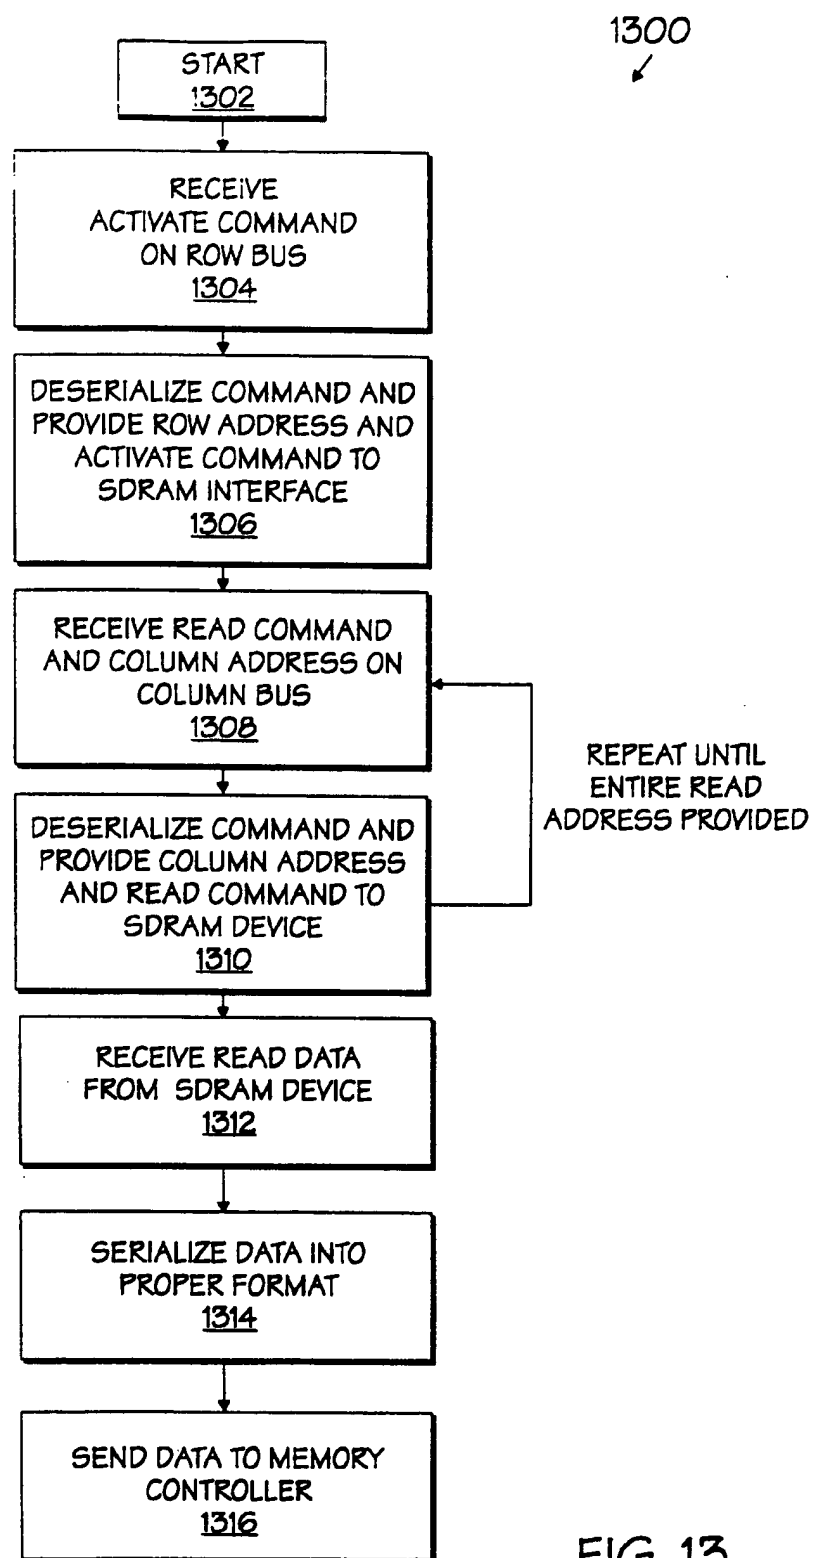 1300
START
1302
RECEIVE
ACTIVATE COMMAND
ON ROW BUS
1304
DESERIALIZE COMMAND AND
PROVIDE ROW ADDRESS AND
ACTIVATE COMMAND TO
SDRAM INTERFACE
1306
RECEIVE READ COMMAND
AND COLUMN ADDRESS ON
COLUMN BUS
1308
REPEAT UNTIL
ENTIRE READ
ADDRESS PROVIDED
DESERIALIZE COMMAND AND
PROVIDE COLUMN ADDRESS
AND READ COMMAND TO
SDRAM DEVICE
1310
RECEIVE READ DATA
FROM SDRAM DEVICE
1312
SERIALIZE DATA INTO
PROPER FORMAT
1314
SEND DATA TO MEMORY
CONTROLLER
1316
FIG. 13